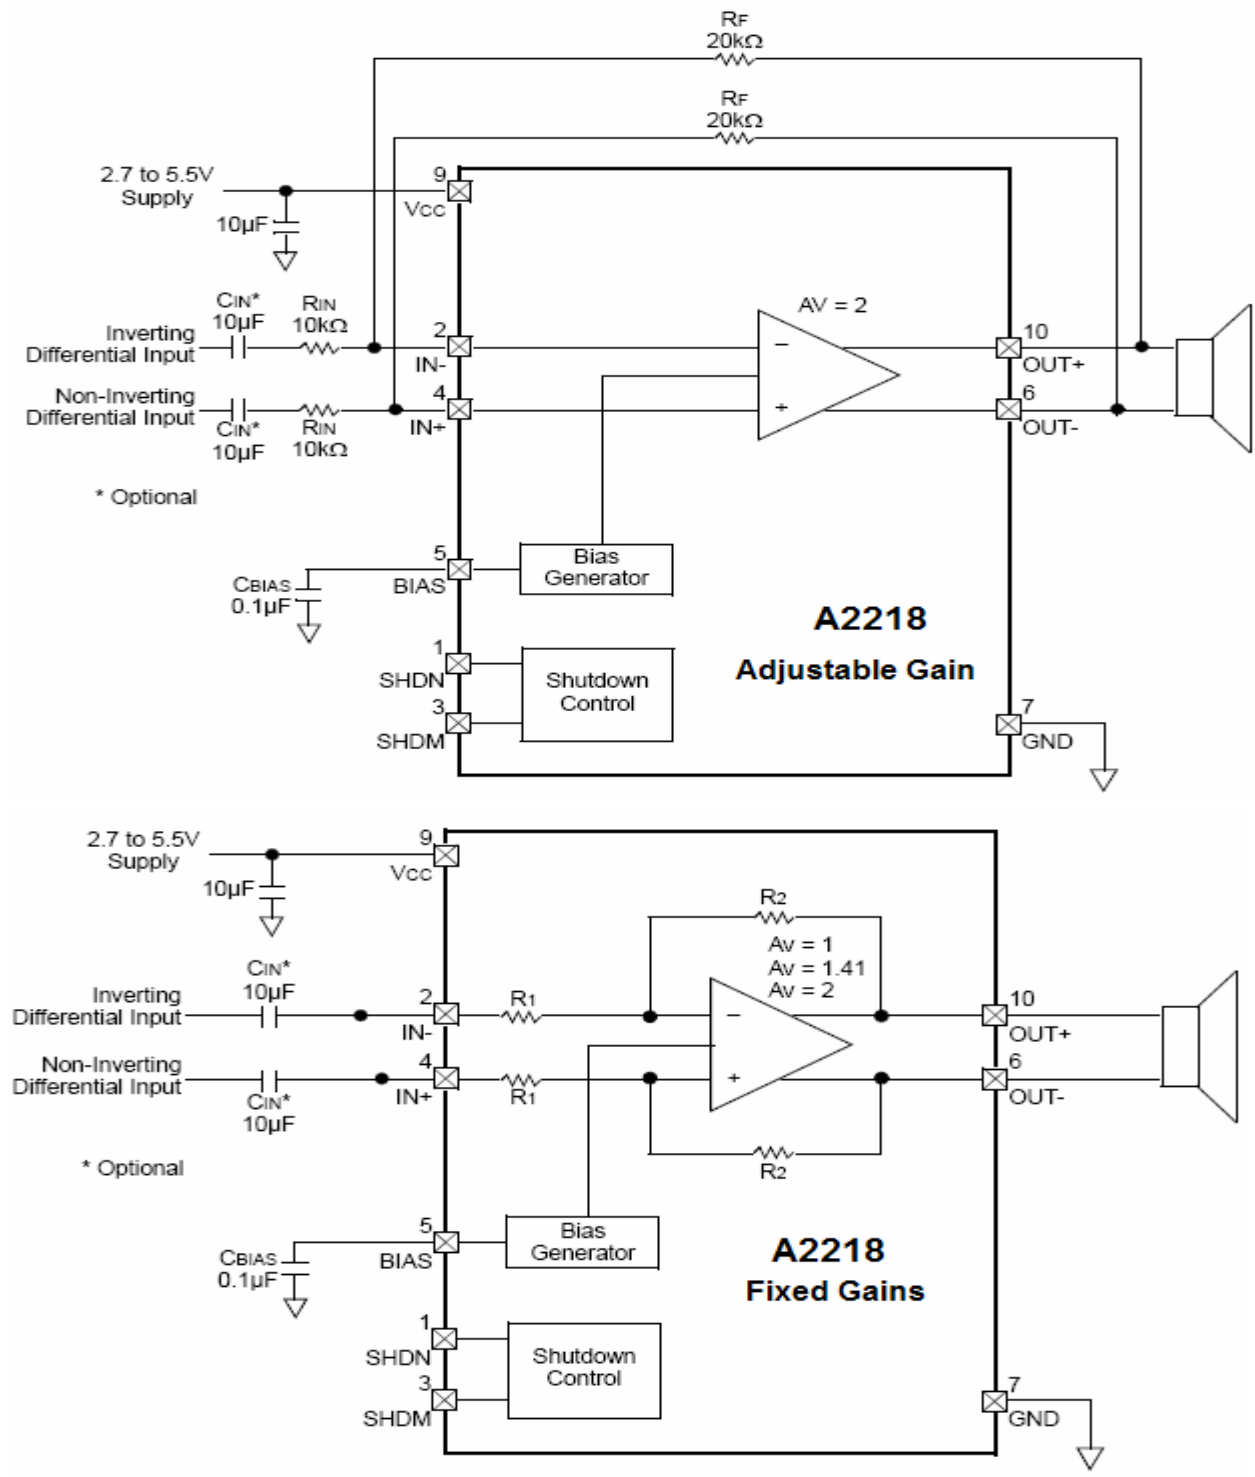 RF
20kΩ
RF
20kΩ
2.7 to 5.5V
Supply
9
VCC
10µF
CIN*
10µF
RIN
10kΩ
AV = 2
Inverting
Differential Input
2
IN-
10
OUT+
Non-Inverting
Differential Input
4
IN+
6
OUT-
CIN*
10µF
RIN
10kΩ
* Optional
5
BIAS
Bias
Generator
CBIAS
0.1µF
A2218
Adjustable Gain
1
SHDN
Shutdown
Control
3
SHDM
7
GND
2.7 to 5.5V
Supply
9
VCC
10µF
R2
AV = 1
AV = 1.41
AV = 2
CIN*
10µF
Inverting
Differential Input
2
IN-
R1
10
OUT+
Non-Inverting
Differential Input
4
IN+
R1
6
OUT-
CIN*
10µF
R2
* Optional
5
BIAS
Bias
Generator
CBIAS
0.1µF
A2218
Fixed Gains
1
SHDN
Shutdown
Control
3
SHDM
7
GND